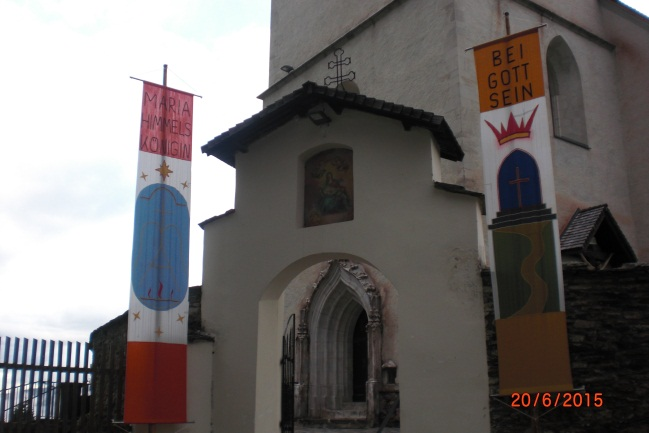 MARIA
HIMMELS
KÖNIGIN
BEI
GOTT
SEIN
20/6/2015